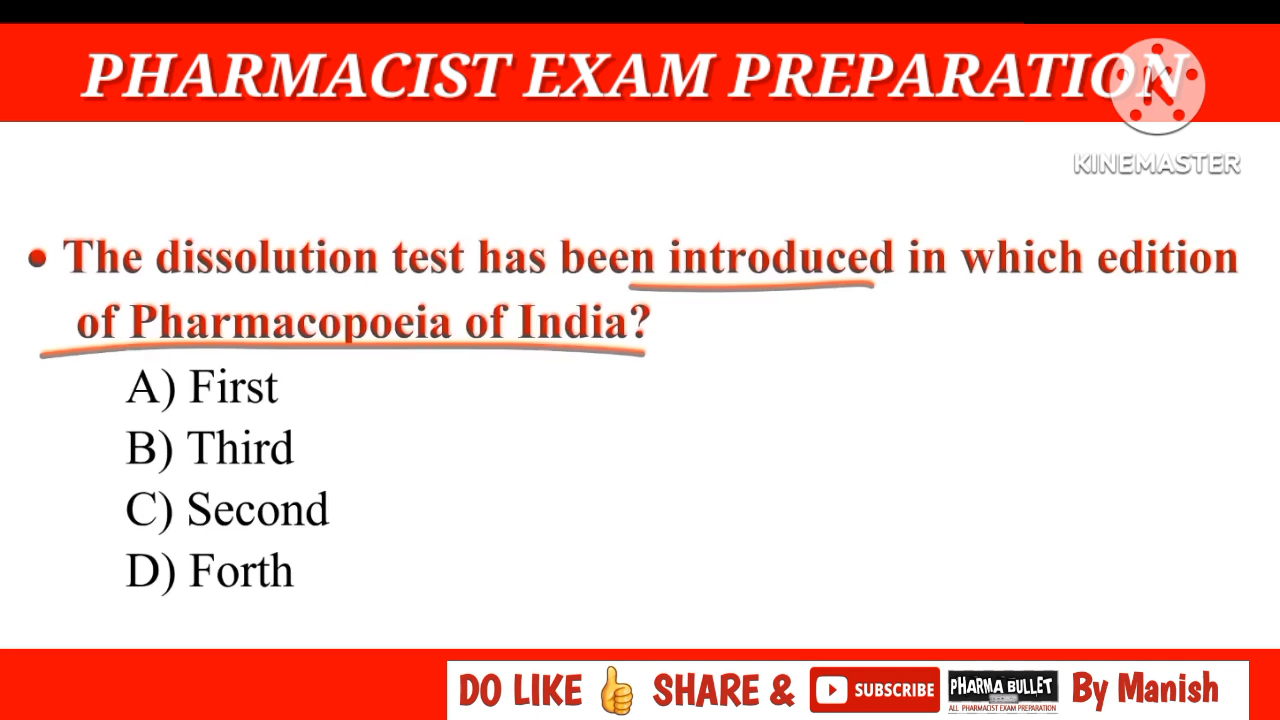 PHARMACIST EXAM PREPARATION
KINEMASTER
• The dissolution test has been introduced in which edition
of Pharmacopoeia of India?
A) First
B) Third
C) Second
D) Forth
DO LIKE 👍 SHARE & SUBSCRIBE PHARMA BULLET By Manish
ALL PHARMACIST EXAM PREPARATION